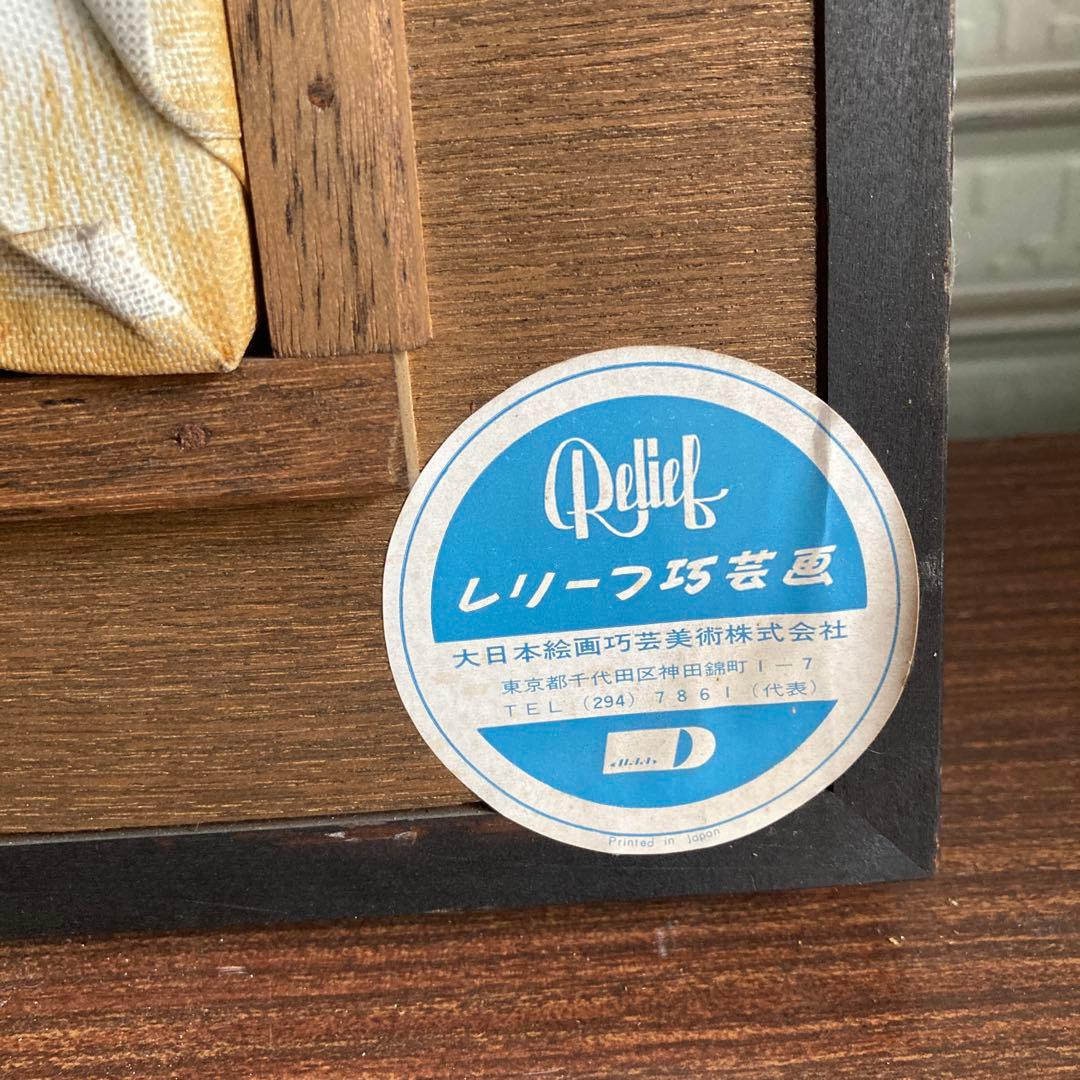 Relief
レリーフ巧芸画
大日本絵画巧芸美術株式会社
東京都千代田区神田錦町1-7
TEL (294) 7861 (代表)
Printed in Japan